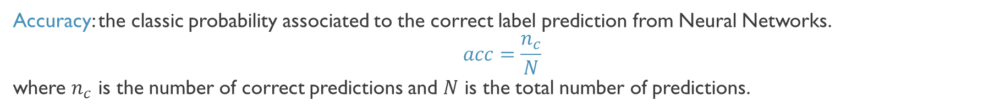 Accuracy: the classic probability associated to the correct label prediction from Neural Networks.
acc = n_c / N
where n_c is the number of correct predictions and N is the total number of predictions.